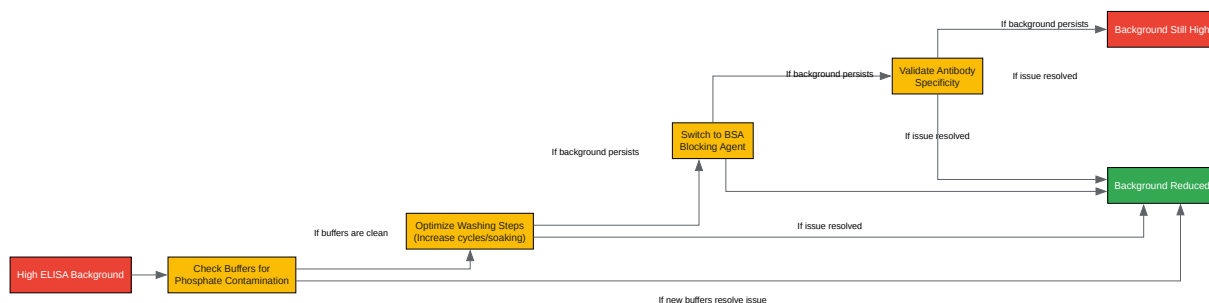 High ELISA Background
Check Buffers for
Phosphate Contamination
If buffers are clean
If new buffers resolve issue
Optimize Washing Steps
(Increase cycles/soaking)
If background persists
If issue resolved
Switch to BSA
Blocking Agent
If background persists
If issue resolved
Validate Antibody
Specificity
If background persists
If issue resolved
Background Still High
Background Reduced